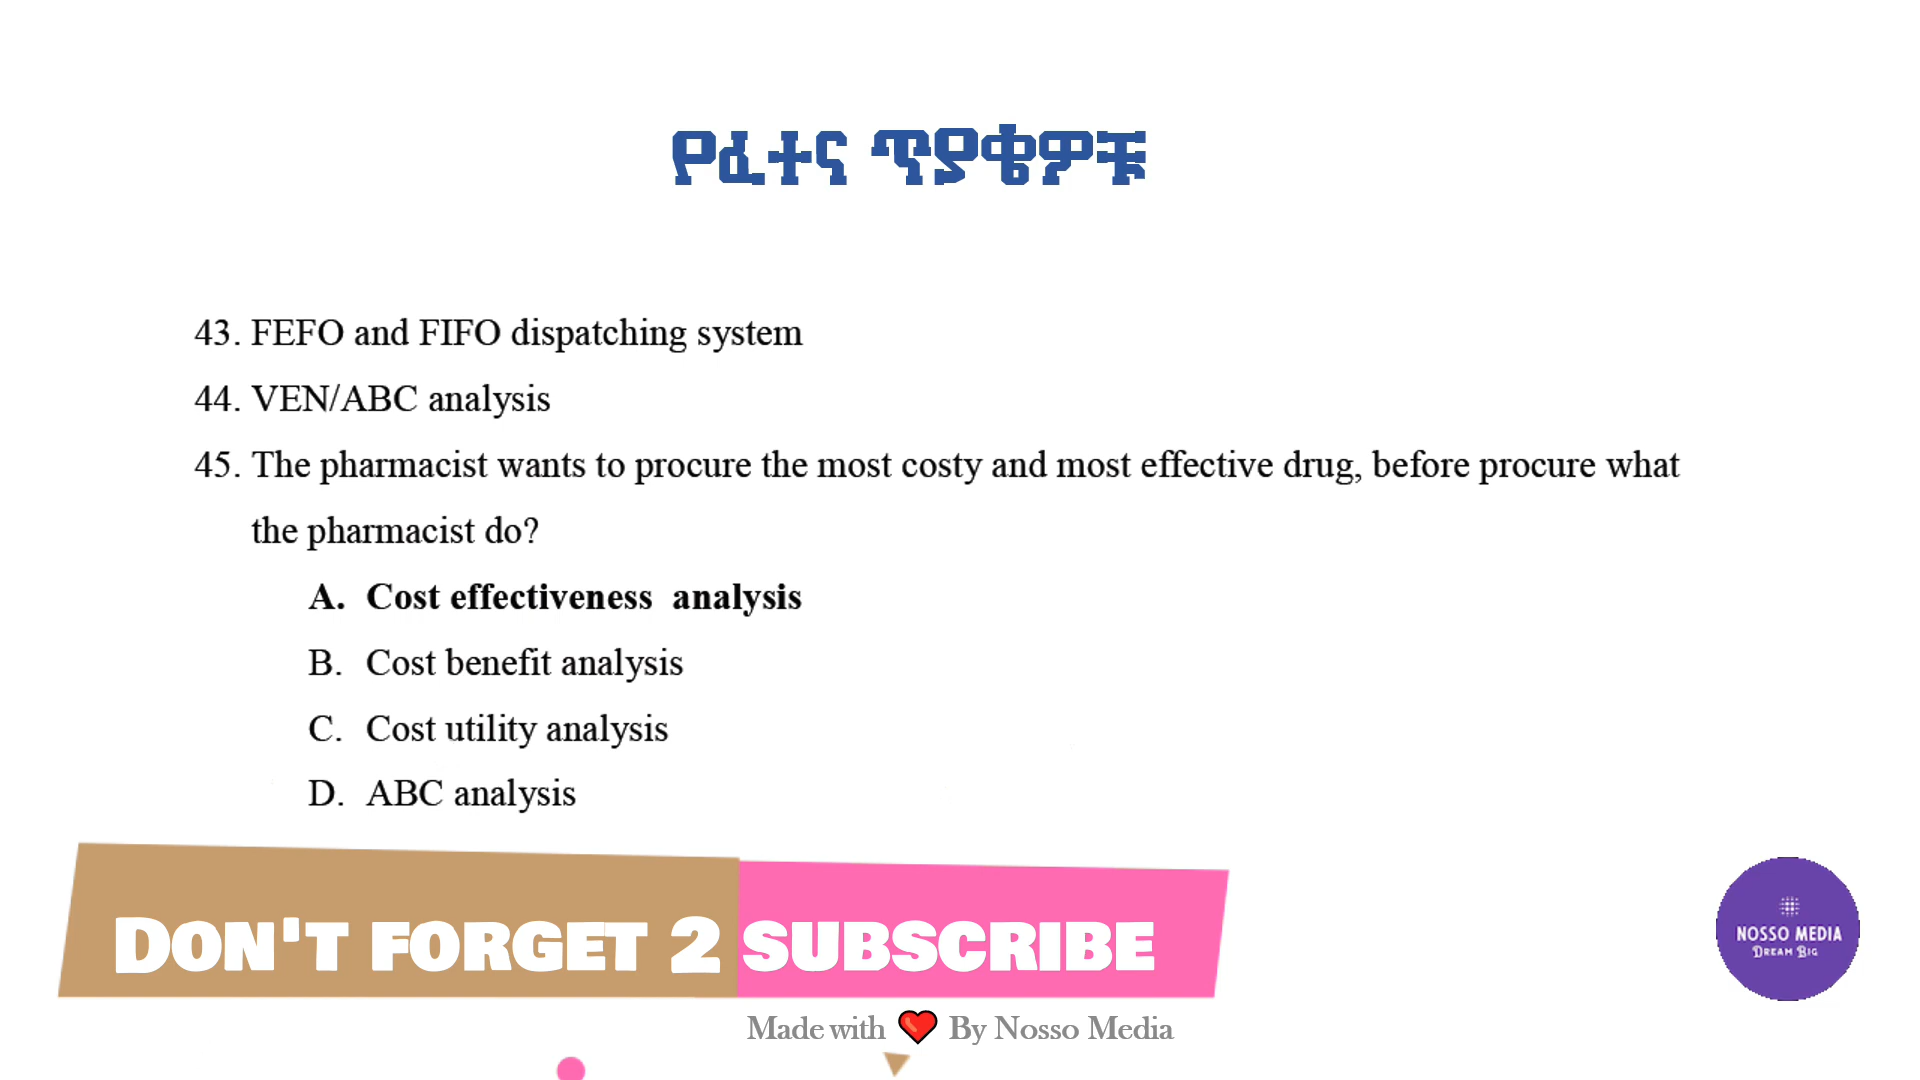 የፈተና ጥያቄዎቹ
43. FEFO and FIFO dispatching system
44. VEN/ABC analysis
45. The pharmacist wants to procure the most costy and most effective drug, before procure what
the pharmacist do?
A. Cost effectiveness analysis
B. Cost benefit analysis
C. Cost utility analysis
D. ABC analysis
DON'T FORGET 2 SUBSCRIBE
NOSSO MEDIA
DREAM BIG
Made with ❤️ By Nosso Media